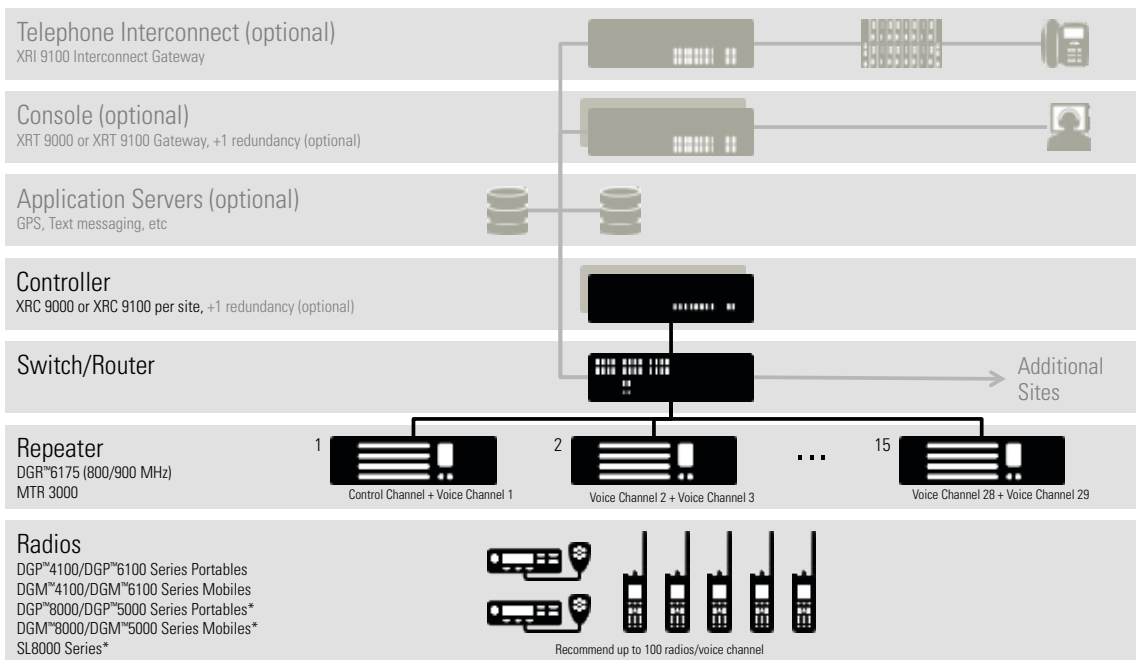 Telephone Interconnect (optional)
XRI 9100 Interconnect Gateway
Console (optional)
XRT 9000 or XRT 9100 Gateway, +1 redundancy (optional)
Application Servers (optional)
GPS, Text messaging, etc
Controller
XRC 9000 or XRC 9100 per site, +1 redundancy (optional)
Switch/Router
Additional
Sites
Repeater
DGR™6175 (800/900 MHz)
MTR 3000
1
Control Channel + Voice Channel 1
2
Voice Channel 2 + Voice Channel 3
...
15
Voice Channel 28 + Voice Channel 29
Radios
DGP™4100/DGP™6100 Series Portables
DGM™4100/DGM™6100 Series Mobiles
DGP™8000/DGP™5000 Series Portables*
DGM™8000/DGM™5000 Series Mobiles*
SL8000 Series*
Recommend up to 100 radios/voice channel